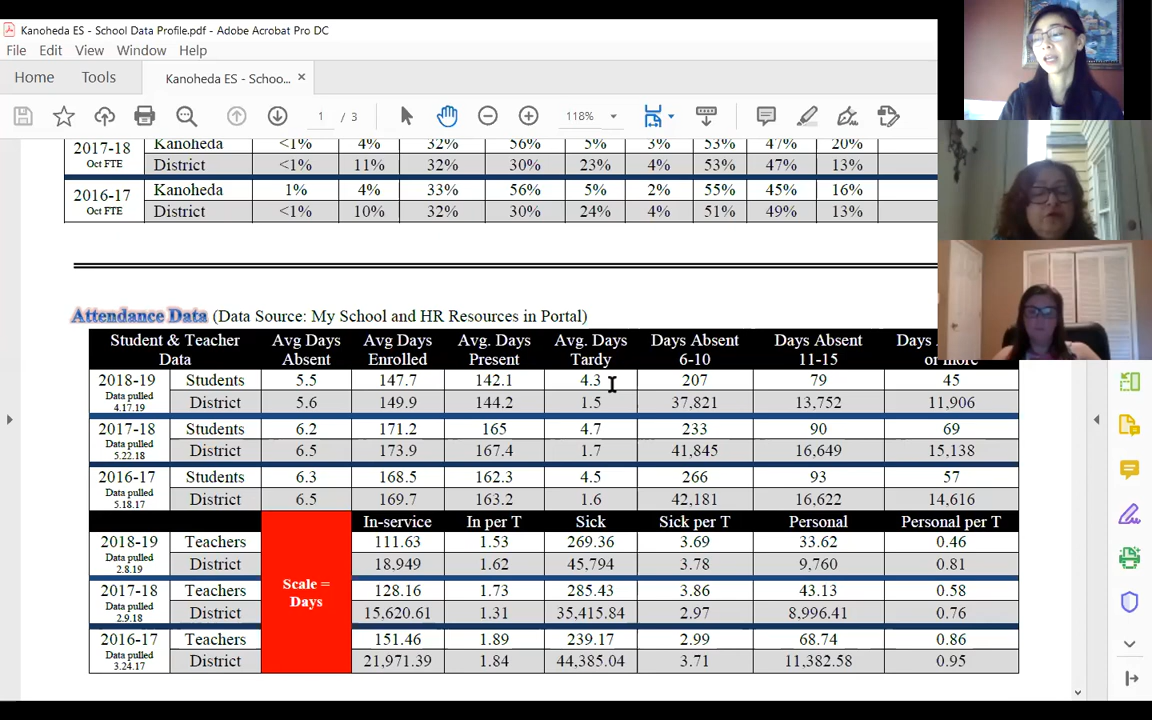 Kanoheda ES - School Data Profile.pdf - Adobe Acrobat Pro DC
File Edit View Window Help
Home Tools Kanoheda ES - Schoo... ×
1 / 3 118%
2017-18 Kanoheda <1% 4% 32% 56% 5% 3% 53% 47% 20%
Oct FTE District <1% 11% 32% 30% 23% 4% 53% 47% 13%
2016-17 Kanoheda 1% 4% 33% 56% 5% 2% 55% 45% 16%
Oct FTE District <1% 10% 32% 30% 24% 4% 51% 49% 13%
Attendance Data (Data Source: My School and HR Resources in Portal)
Student & Teacher Avg Days Avg Days Avg. Days Avg. Days Days Absent Days Absent Days
Data Absent Enrolled Present Tardy 6-10 11-15 or more
2018-19 Students 5.5 147.7 142.1 4.3 207 79 45
Data pulled 4.17.19 District 5.6 149.9 144.2 1.5 37,821 13,752 11,906
2017-18 Students 6.2 171.2 165 4.7 233 90 69
Data pulled 5.22.18 District 6.5 173.9 167.4 1.7 41,845 16,649 15,138
2016-17 Students 6.3 168.5 162.3 4.5 266 93 57
Data pulled 5.18.17 District 6.5 169.7 163.2 1.6 42,181 16,622 14,616
In-service In per T Sick Sick per T Personal Personal per T
2018-19 Teachers 111.63 1.53 269.36 3.69 33.62 0.46
Data pulled 2.8.19 District 18,949 1.62 45,794 3.78 9,760 0.81
Scale = Days
2017-18 Teachers 128.16 1.73 285.43 3.86 43.13 0.58
Data pulled 2.9.18 District 15,620.61 1.31 35,415.84 2.97 8,996.41 0.76
2016-17 Teachers 151.46 1.89 239.17 2.99 68.74 0.86
Data pulled 3.24.17 District 21,971.39 1.84 44,385.04 3.71 11,382.58 0.95